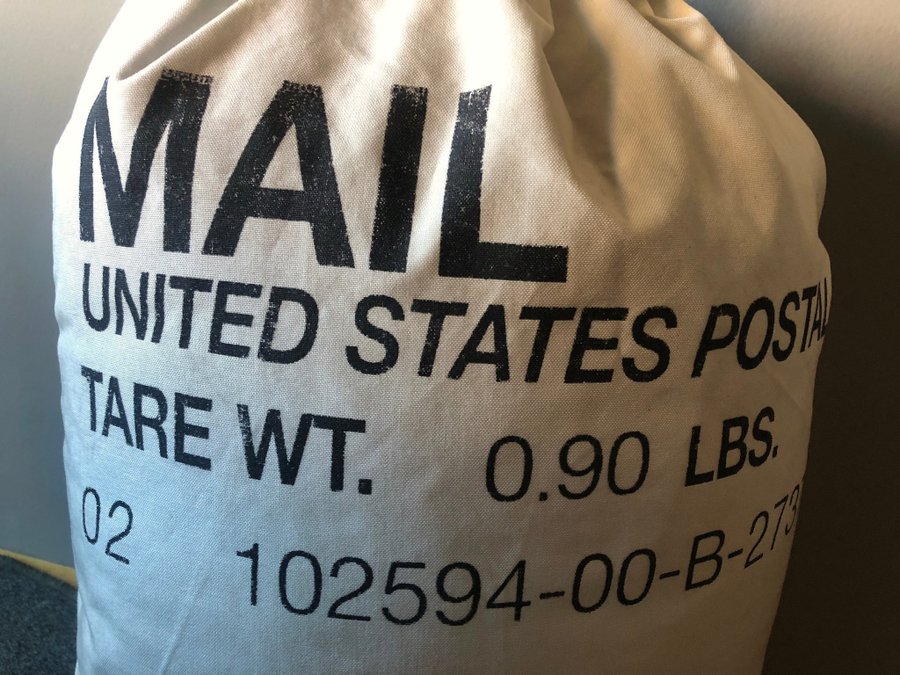 MAIL
UNITED STATES POSTAL
TARE WT. 0.90 LBS.
02 102594-00-B-273